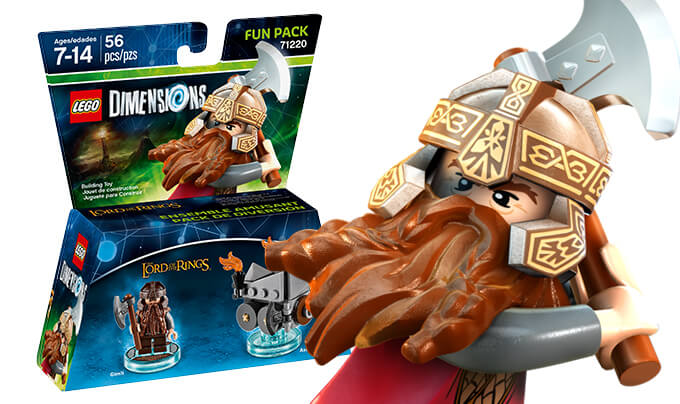 Ages/edades
7-14
56
pcs/pzs
FUN PACK
71220
LEGO DIMENSIONS
Building Toy
Jouet de construction
Juguete para Construir
THE LORD OF THE RINGS
ENSEMBLE AMUSANT
PACK DE DIVERSION
LEGO DIMENSIONS
THE LORD OF THE RINGS
Gimli